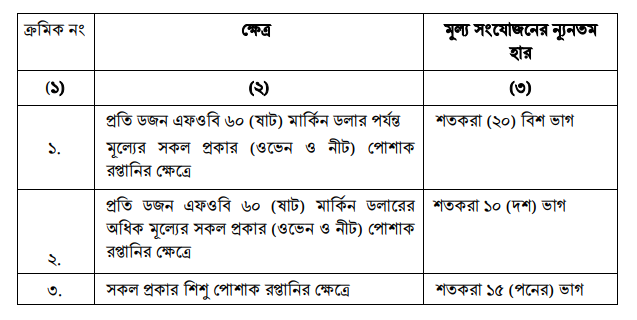 ক্রমিক নং ক্ষেত্র মূল্য সংযোজনের ন্যূনতম
হার
(১) (২) (৩)
১. প্রতি ডজন এফওবি ৬০ (ষাট) মার্কিন ডলার পর্যন্ত শতকরা (২০) বিশ ভাগ
মূল্যের সকল প্রকার (ওভেন ও নীট) পোশাক
রপ্তানির ক্ষেত্রে
২. প্রতি ডজন এফওবি ৬০ (ষাট) মার্কিন ডলারের শতকরা ১০ (দশ) ভাগ
অধিক মূল্যের সকল প্রকার (ওভেন ও নীট) পোশাক
রপ্তানির ক্ষেত্রে
৩. সকল প্রকার শিশু পোশাক রপ্তানির ক্ষেত্রে শতকরা ১৫ (পনের) ভাগ